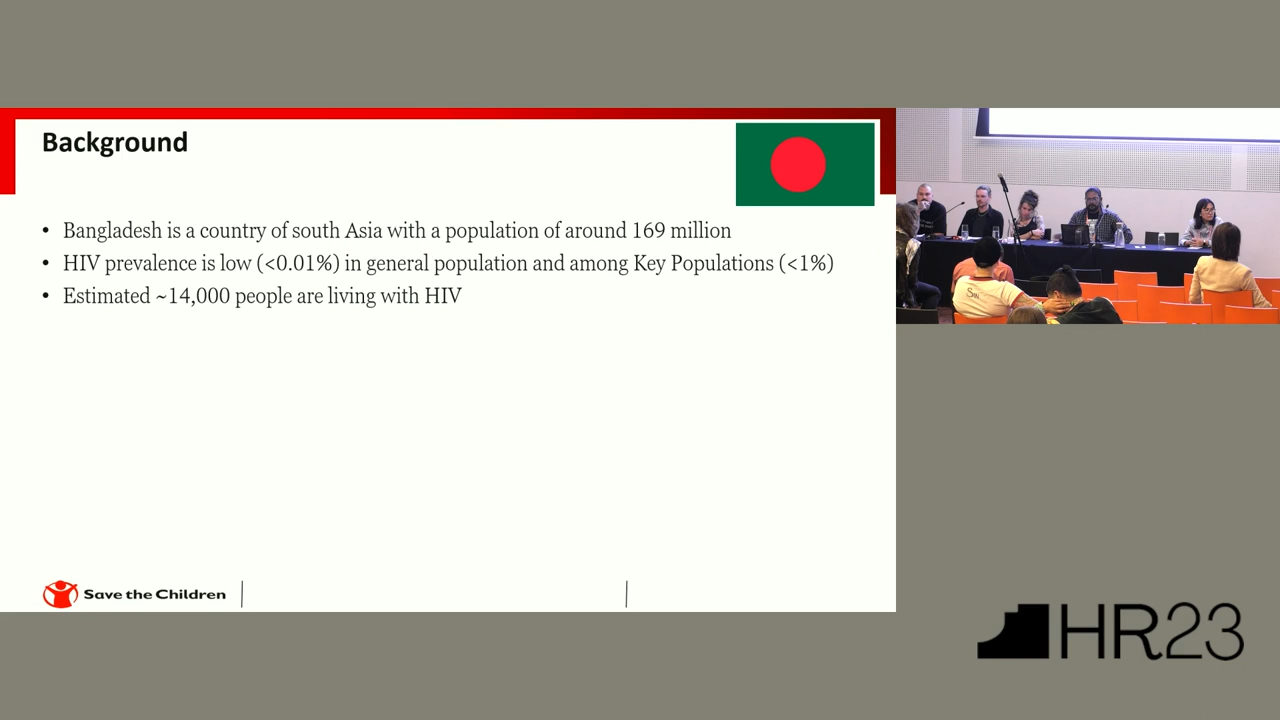 Background
• Bangladesh is a country of south Asia with a population of around 169 million
• HIV prevalence is low (<0.01%) in general population and among Key Populations (<1%)
• Estimated ~14,000 people are living with HIV
Save the Children
HR23